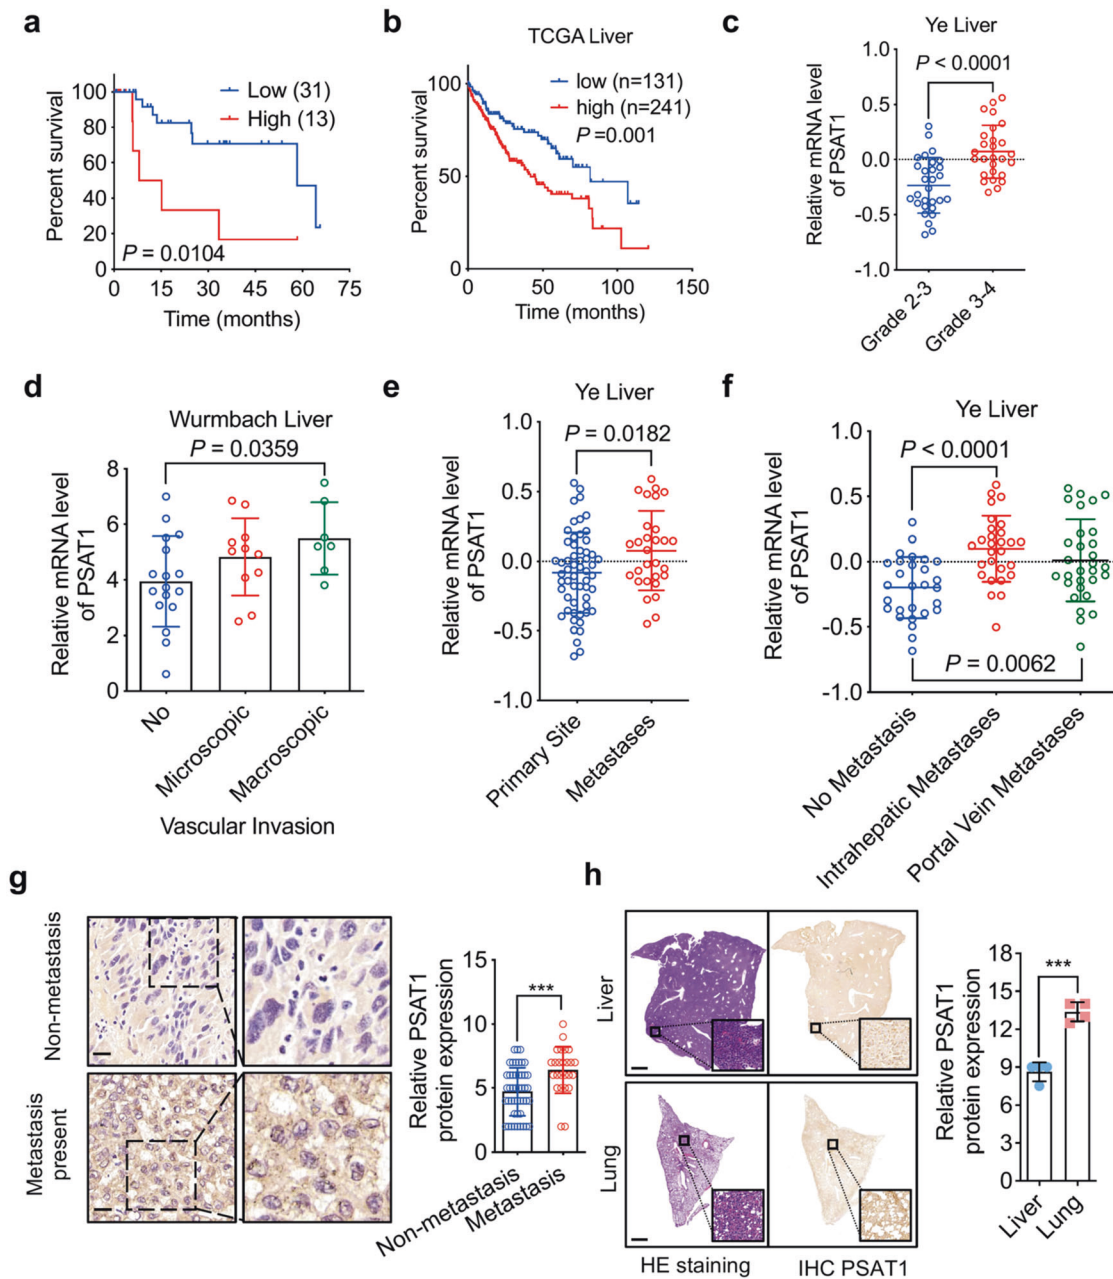 a
Low (31)
High (13)
Percent survival
100
80
60
40
20
0
P = 0.0104
0 15 30 45 60 75
Time (months)
b
TCGA Liver
low (n=131)
high (n=241)
P =0.001
Percent survival
100
50
0
0 50 100 150
Time (months)
c
Ye Liver
P < 0.0001
Relative mRNA level
of PSAT1
1.0
0.5
0.0
-0.5
-1.0
Grade 2-3
Grade 3-4
d
Wurmbach Liver
P = 0.0359
Relative mRNA level
of PSAT1
8
6
4
2
0
No
Microscopic
Macroscopic
Vascular Invasion
e
Ye Liver
P = 0.0182
Relative mRNA level
of PSAT1
1.0
0.5
0.0
-0.5
-1.0
Primary Site
Metastases
f
Ye Liver
P < 0.0001
Relative mRNA level
of PSAT1
1.0
0.5
0.0
-0.5
-1.0
P = 0.0062
No Metastasis
Intrahepatic Metastases
Portal Vein Metastases
g
Non-metastasis
Metastasis
present
Relative PSAT1
protein expression
15
10
5
0
***
Non-metastasis
Metastasis
h
Liver
Lung
HE staining
IHC PSAT1
Relative PSAT1
protein expression
18
15
12
9
6
3
0
***
Liver
Lung